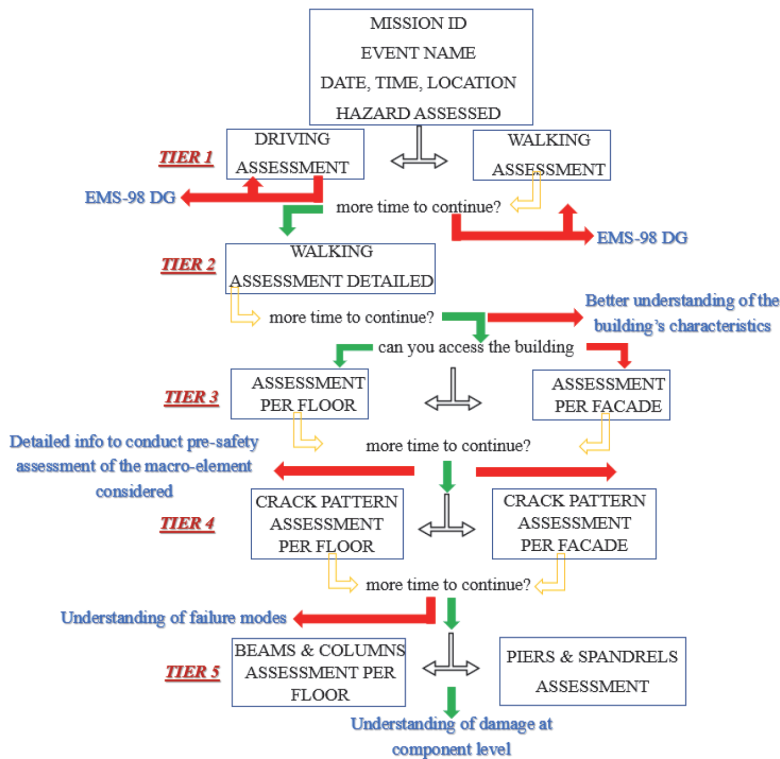 MISSION ID
EVENT NAME
DATE, TIME, LOCATION
HAZARD ASSESSED
TIER 1
DRIVING
ASSESSMENT
WALKING
ASSESSMENT
EMS-98 DG
more time to continue?
EMS-98 DG
TIER 2
WALKING
ASSESSMENT DETAILED
more time to continue?
Better understanding of the
building's characteristics
can you access the building
TIER 3
ASSESSMENT
PER FLOOR
ASSESSMENT
PER FACADE
more time to continue?
Detailed info to conduct pre-safety
assessment of the macro-element
considered
TIER 4
CRACK PATTERN
ASSESSMENT
PER FLOOR
CRACK PATTERN
ASSESSMENT
PER FACADE
more time to continue?
Understanding of failure modes
TIER 5
BEAMS & COLUMNS
ASSESSMENT PER
FLOOR
PIERS & SPANDRELS
ASSESSMENT
Understanding of damage at
component level